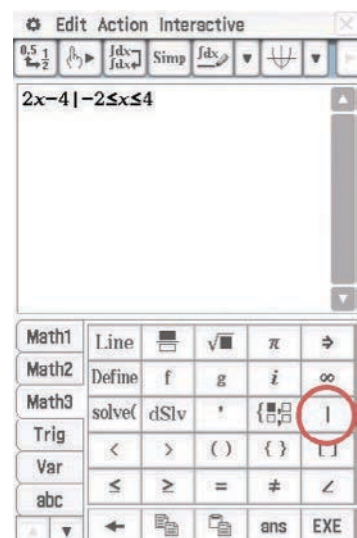 Edit Action Interactive
0.5 1 2 ∫dx ∫dx Simp ∫dx
2x−4|−2≤x≤4
Math1 Line √■ π ⇒
Math2 Define f g i ∞
Math3 solve( dSlv ' {■;■ |
Trig < > ( ) { } [ ]
Var ≤ ≥ = ≠ ∠
abc
▲ ▼ ← ans EXE